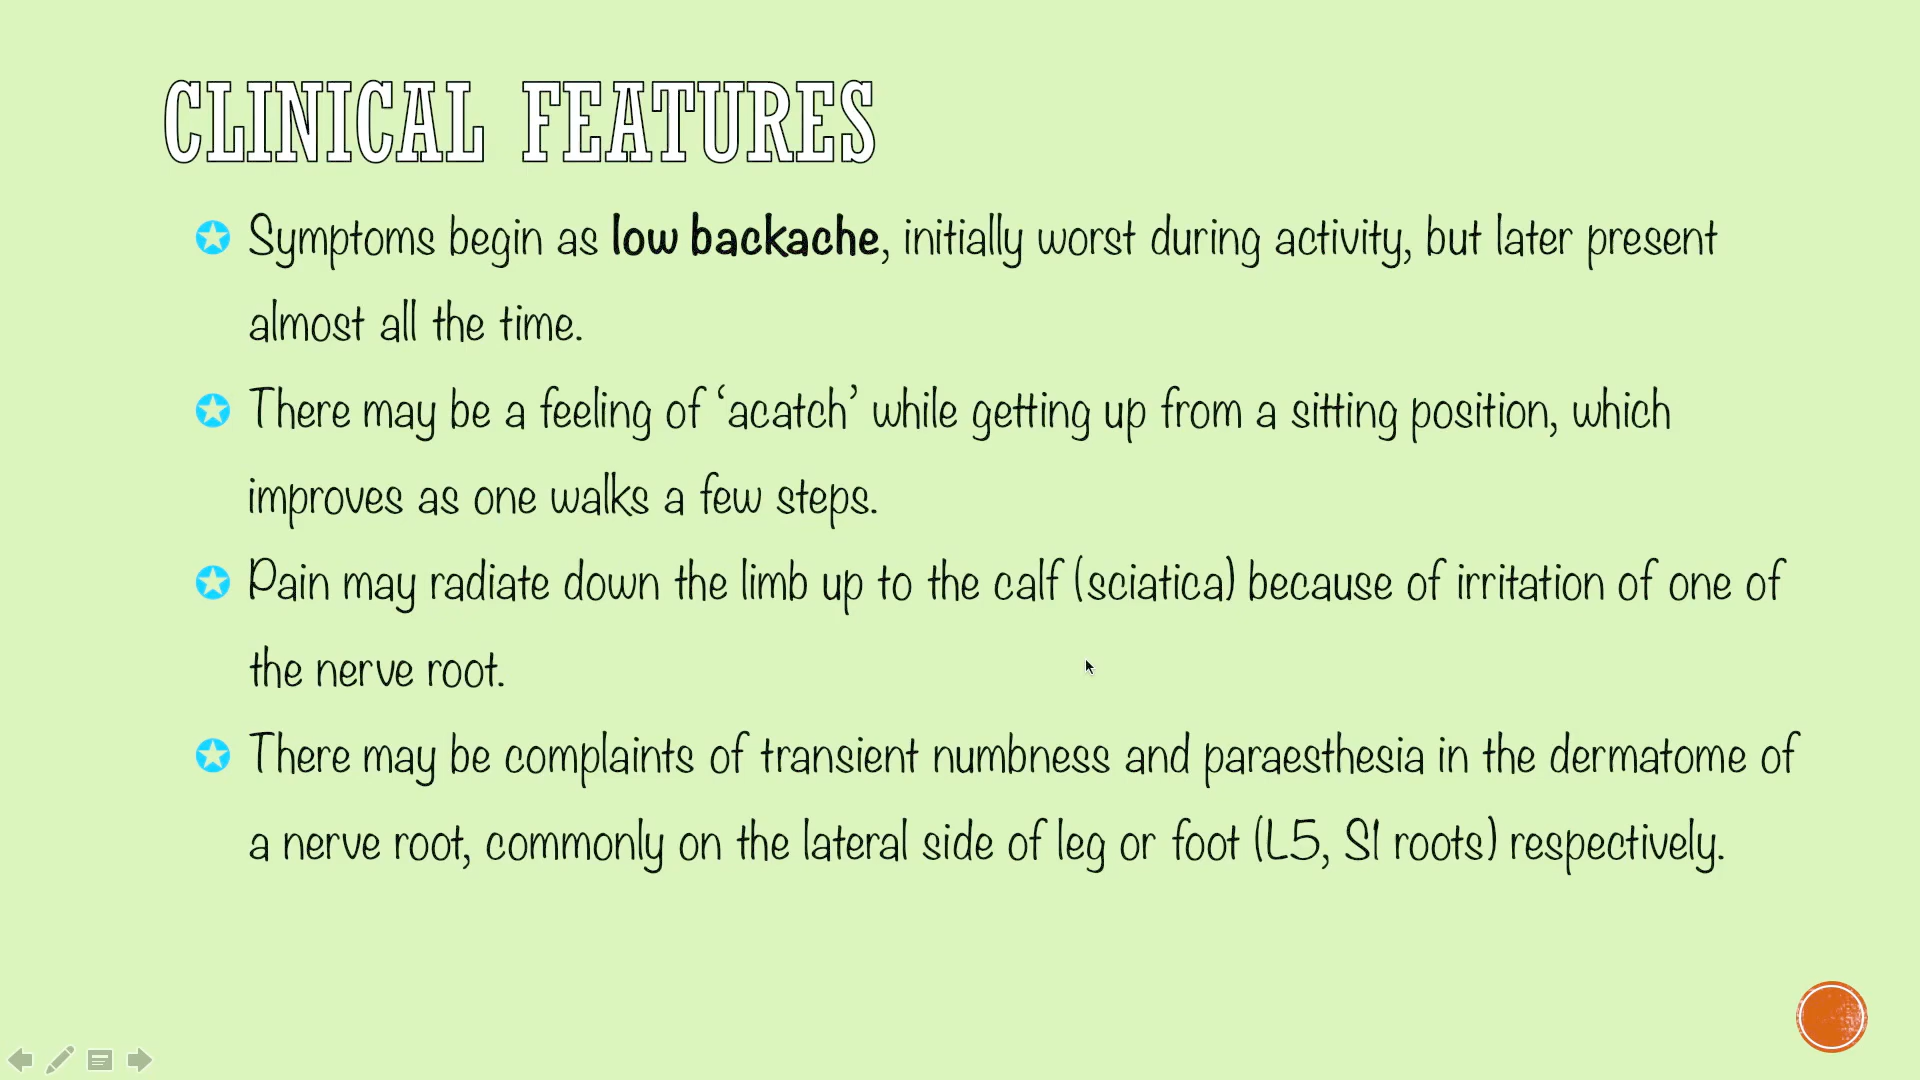 CLINICAL FEATURES
Symptoms begin as low backache, initially worst during activity, but later present
almost all the time.
There may be a feeling of ‘acatch’ while getting up from a sitting position, which
improves as one walks a few steps.
Pain may radiate down the limb up to the calf (sciatica) because of irritation of one of
the nerve root.
There may be complaints of transient numbness and paraesthesia in the dermatome of
a nerve root, commonly on the lateral side of leg or foot (L5, S1 roots) respectively.